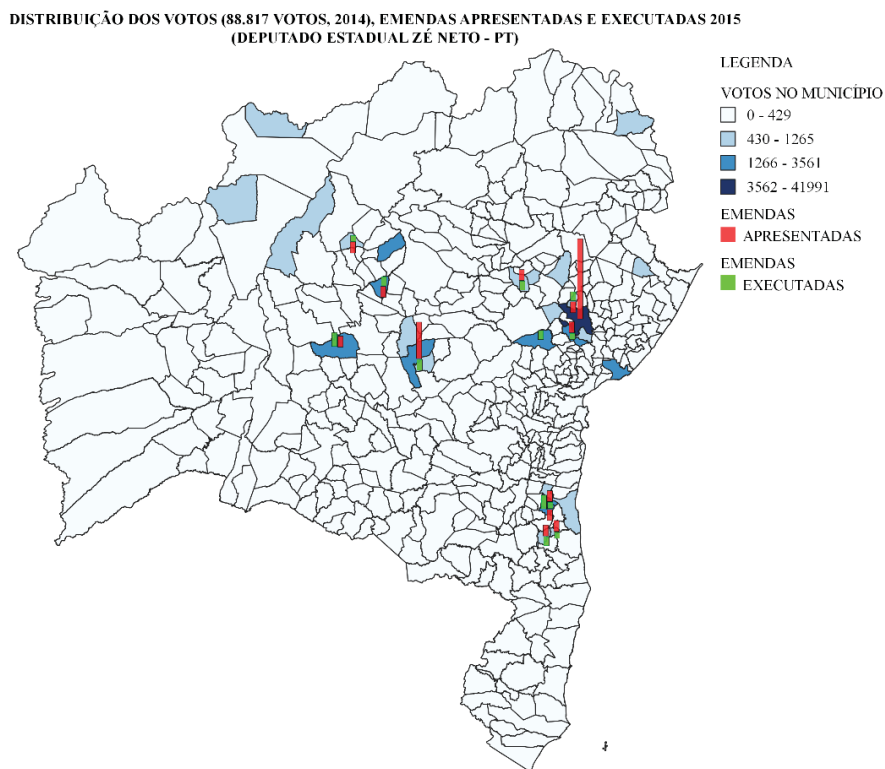 DISTRIBUIÇÃO DOS VOTOS (88.817 VOTOS, 2014), EMENDAS APRESENTADAS E EXECUTADAS 2015
(DEPUTADO ESTADUAL ZÉ NETO - PT)
LEGENDA
VOTOS NO MUNICÍPIO
0 - 429
430 - 1265
1266 - 3561
3562 - 41991
EMENDAS
APRESENTADAS
EMENDAS
EXECUTADAS